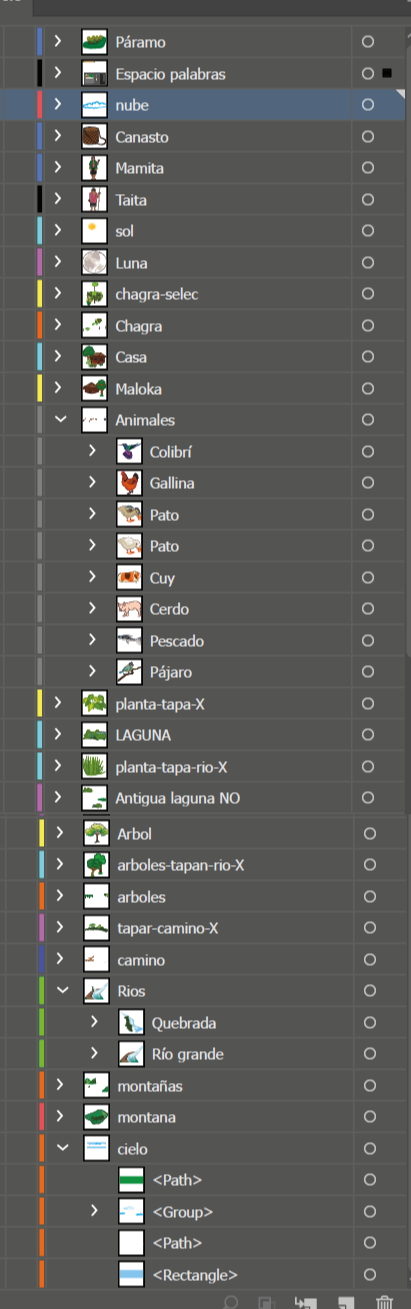 Páramo
Espacio palabras
nube
Canasto
Mamita
Taita
sol
Luna
chagra-selec
Chagra
Casa
Maloka
Animales
Colibrí
Gallina
Pato
Pato
Cuy
Cerdo
Pescado
Pájaro
planta-tapa-X
LAGUNA
planta-tapa-rio-X
Antigua laguna NO
Arbol
arboles-tapan-rio-X
arboles
tapar-camino-X
camino
Rios
Quebrada
Río grande
montañas
montana
cielo
<Path>
<Group>
<Path>
<Rectangle>